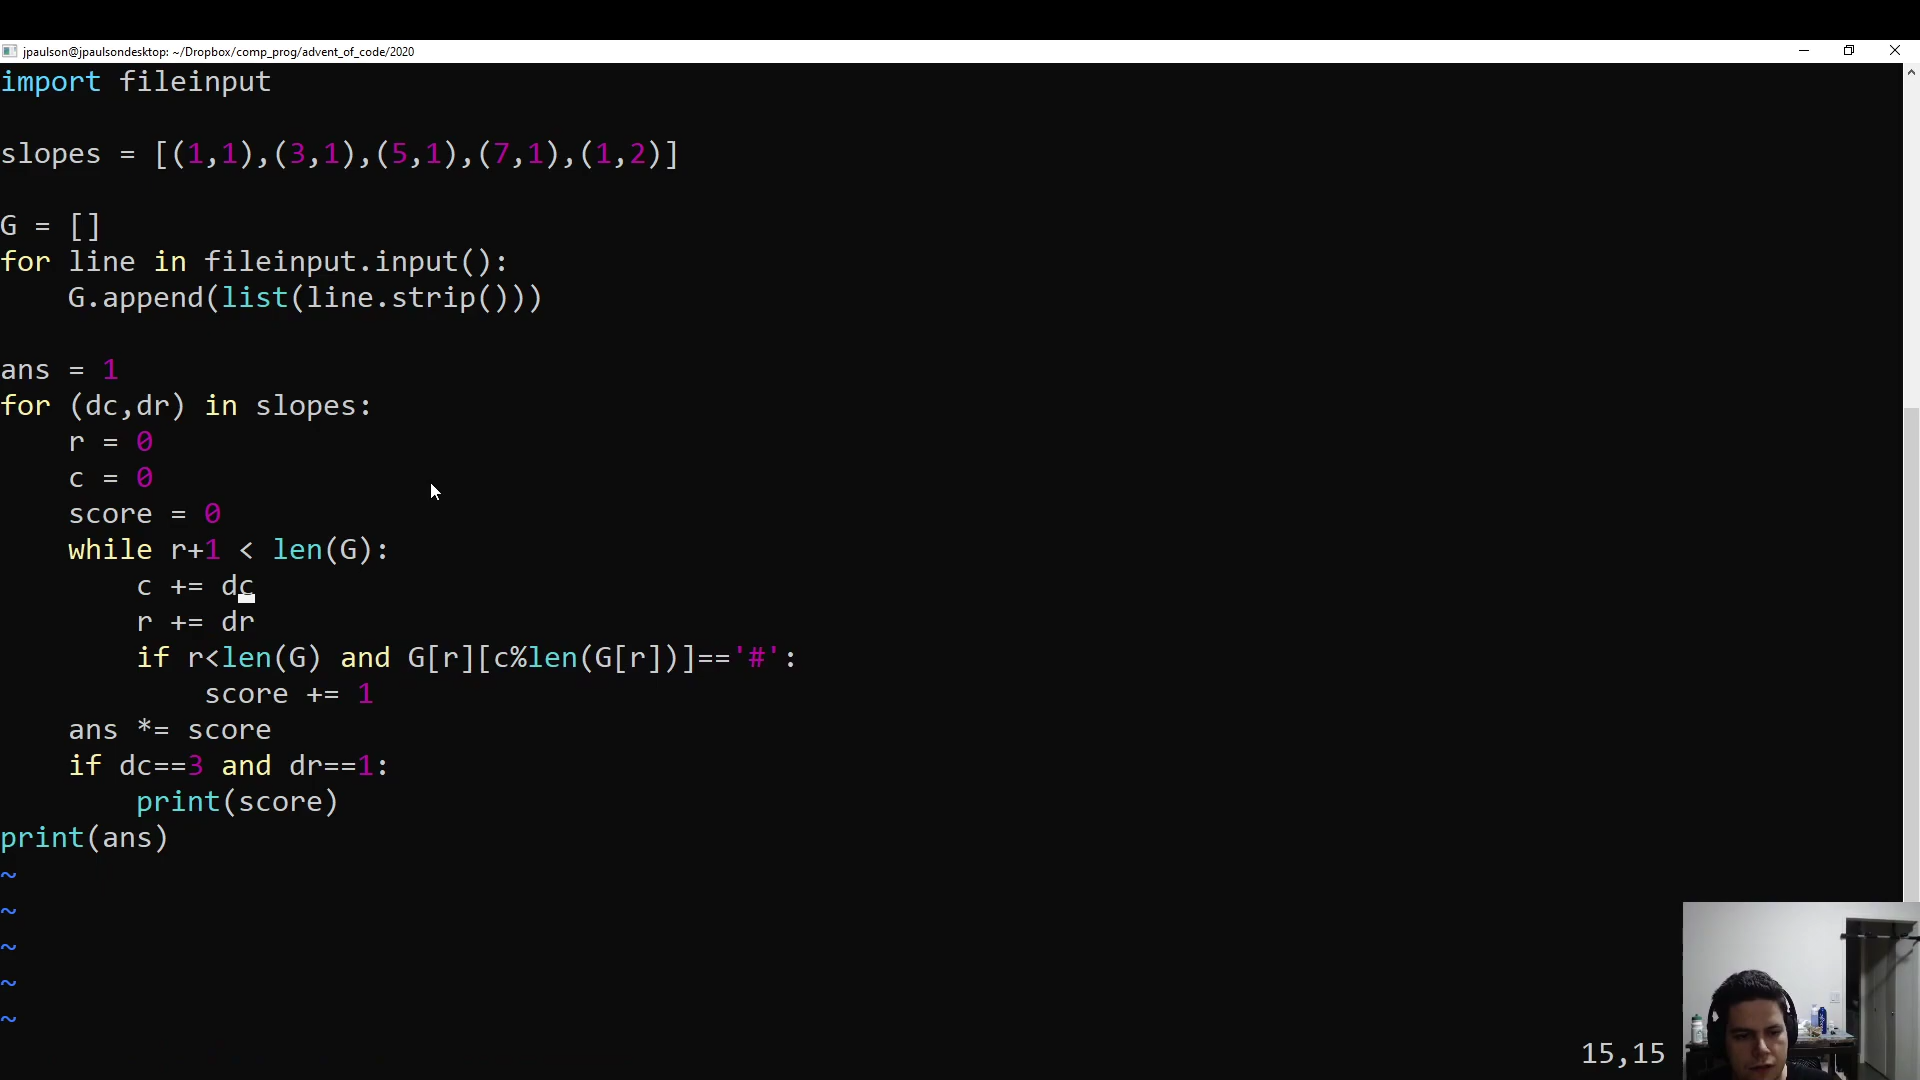 jpaulson@jpaulsondesktop: ~/Dropbox/comp_prog/advent_of_code/2020
import fileinput
slopes = [(1,1),(3,1),(5,1),(7,1),(1,2)]
G = []
for line in fileinput.input():
    G.append(list(line.strip()))
ans = 1
for (dc,dr) in slopes:
    r = 0
    c = 0
    score = 0
    while r+1 < len(G):
        c += dc
        r += dr
        if r<len(G) and G[r][c%len(G[r])]=='#':
            score += 1
    ans *= score
    if dc==3 and dr==1:
        print(score)
print(ans)
~
~
~
~
~
15,15